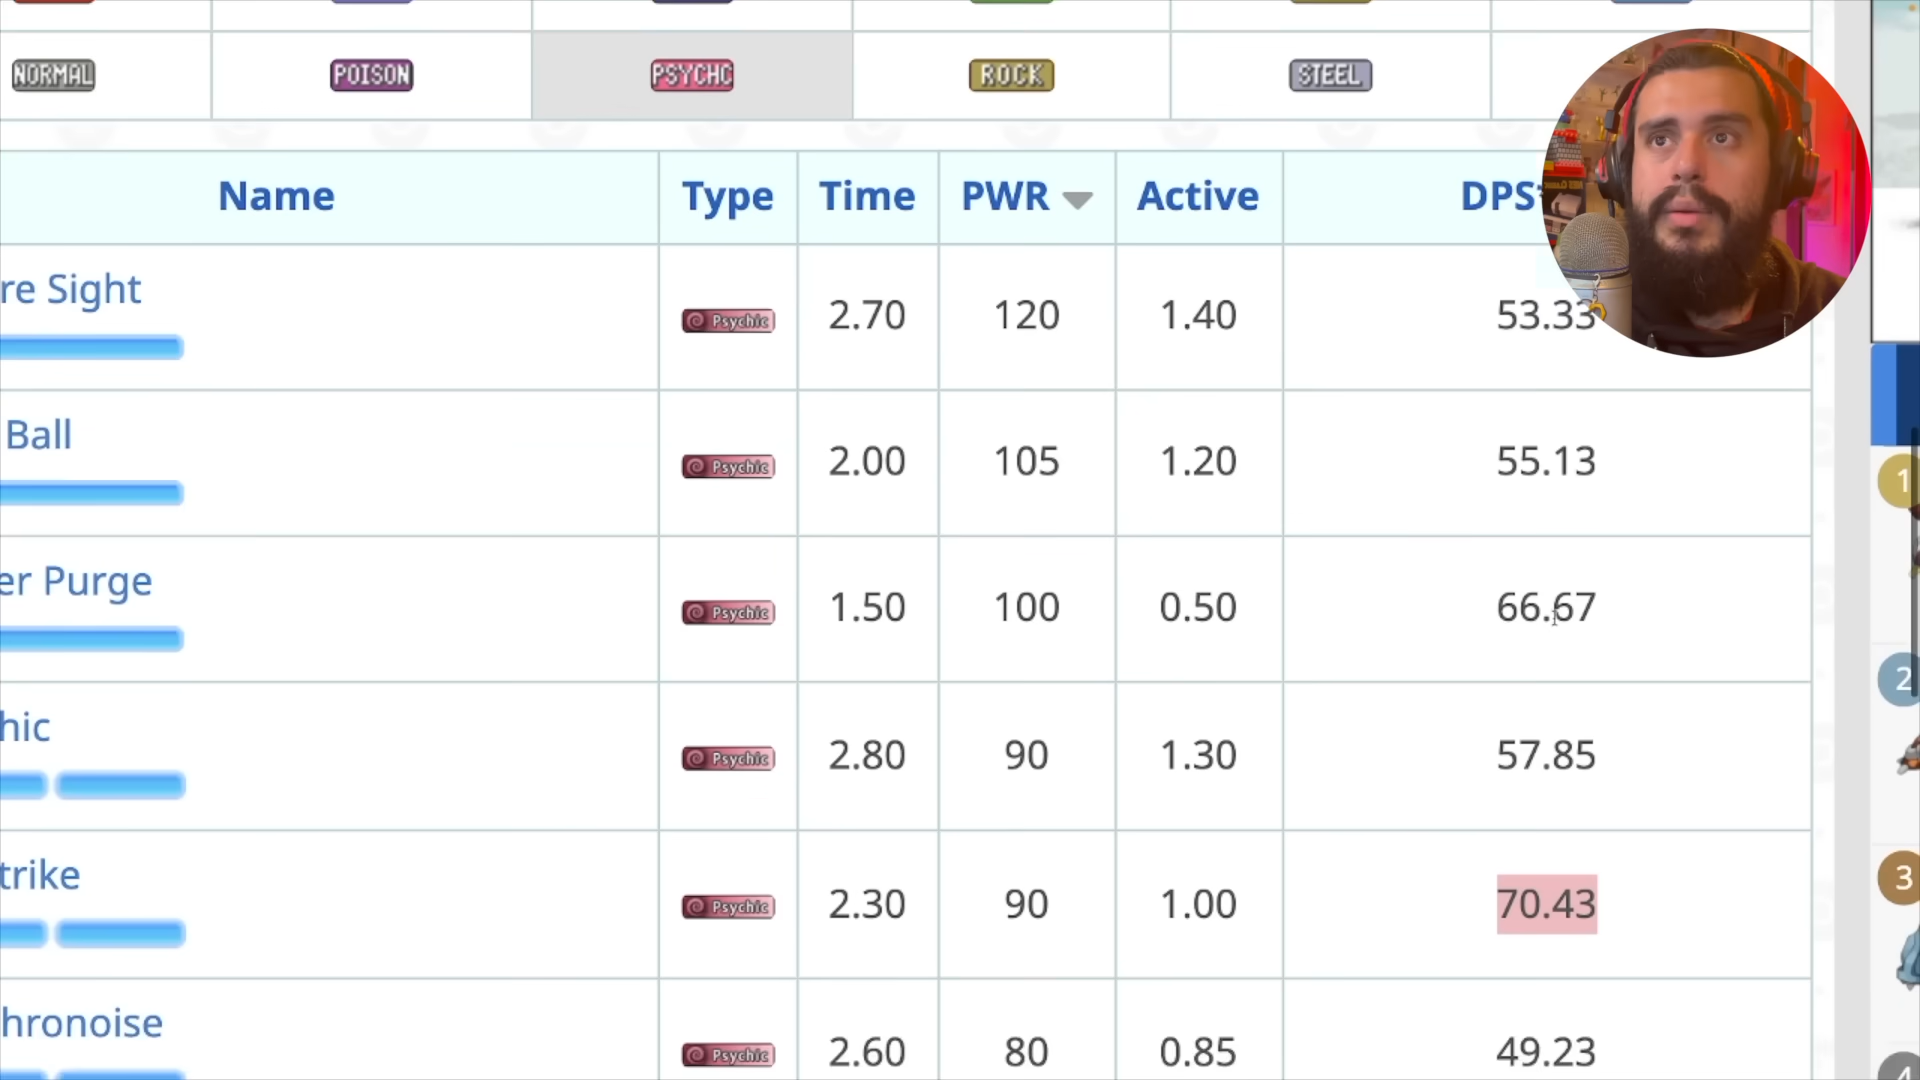 NORMAL POISON PSYCHC ROCK STEEL
Name Type Time PWR Active DPS
re Sight Psychic 2.70 120 1.40 53.33
Ball Psychic 2.00 105 1.20 55.13
er Purge Psychic 1.50 100 0.50 66.67
hic Psychic 2.80 90 1.30 57.85
trike Psychic 2.30 90 1.00 70.43
hronoise Psychic 2.60 80 0.85 49.23
1
2
3
4